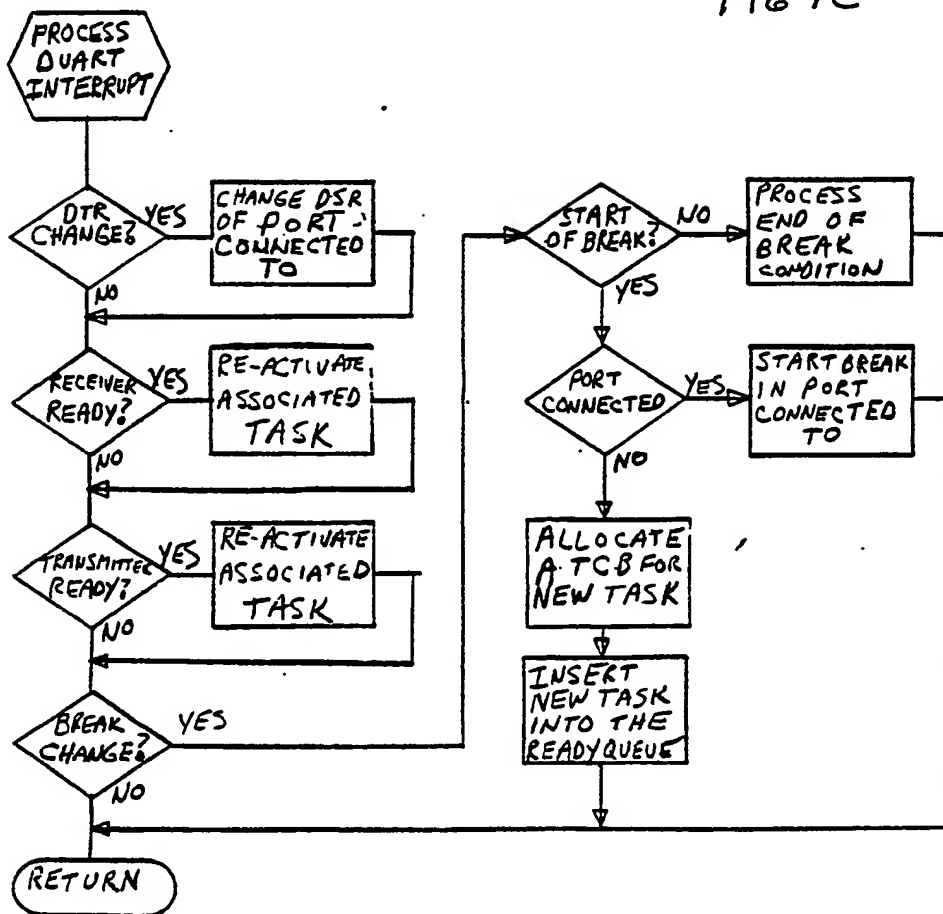 PROCESS
DUART
INTERRUPT
DTR
CHANGE?
YES
NO
CHANGE DSR
OF PORT
CONNECTED
TO
RECEIVER
READY?
YES
NO
RE-ACTIVATE
ASSOCIATED
TASK
TRANSMITTER
READY?
YES
NO
RE-ACTIVATE
ASSOCIATED
TASK
BREAK
CHANGE?
YES
NO
RETURN
START
OF BREAK?
NO
YES
PROCESS
END OF
BREAK
CONDITION
PORT
CONNECTED
YES
NO
START BREAK
IN PORT
CONNECTED
TO
ALLOCATE
A TCB FOR
NEW TASK
INSERT
NEW TASK
INTO THE
READY QUEUE